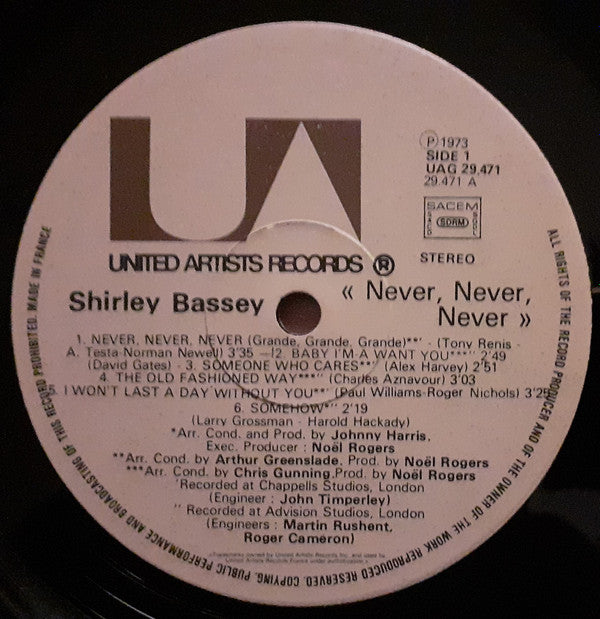 ℗ 1973
SIDE 1
UAG 29.471
29.471 A
SACEM
SACD
SDRM
SGDL
STEREO
UA
UNITED ARTISTS RECORDS ®
Shirley Bassey
« Never, Never,
Never »
1. NEVER, NEVER, NEVER (Grande, Grande, Grande)**' - (Tony Renis -
A. Testa-Norman Newell) 3'35 — 2. BABY I'M A WANT YOU***'' 2'49
(David Gates) - 3. SOMEONE WHO CARES**'' (Alex Harvey) 2'51
4. THE OLD FASHIONED WAY***'' (Charles Aznavour) 3'03
I WON'T LAST A DAY WITHOUT YOU**'' (Paul Williams-Roger Nichols) 3'25
6. SOMEHOW*'' 2'19
(Larry Grossman - Harold Hackady)
*Arr. Cond. and Prod. by Johnny Harris.
Exec. Producer : Noël Rogers
**Arr. Cond. by Arthur Greenslade. Prod. by Noël Rogers
***Arr. Cond. by Chris Gunning.Prod. by Noël Rogers
'Recorded at Chappells Studios, London
(Engineer : John Timperley)
'' Recorded at Advision Studios, London
(Engineers : Martin Rushent,
Roger Cameron)
ALL RIGHTS OF THE RECORD PRODUCER AND OF THE OWNER OF THE WORK REPRODUCED RESERVED. COPYING, PUBLIC PERFORMANCE AND BROADCASTING OF THIS RECORD PROHIBITED. MADE IN FRANCE